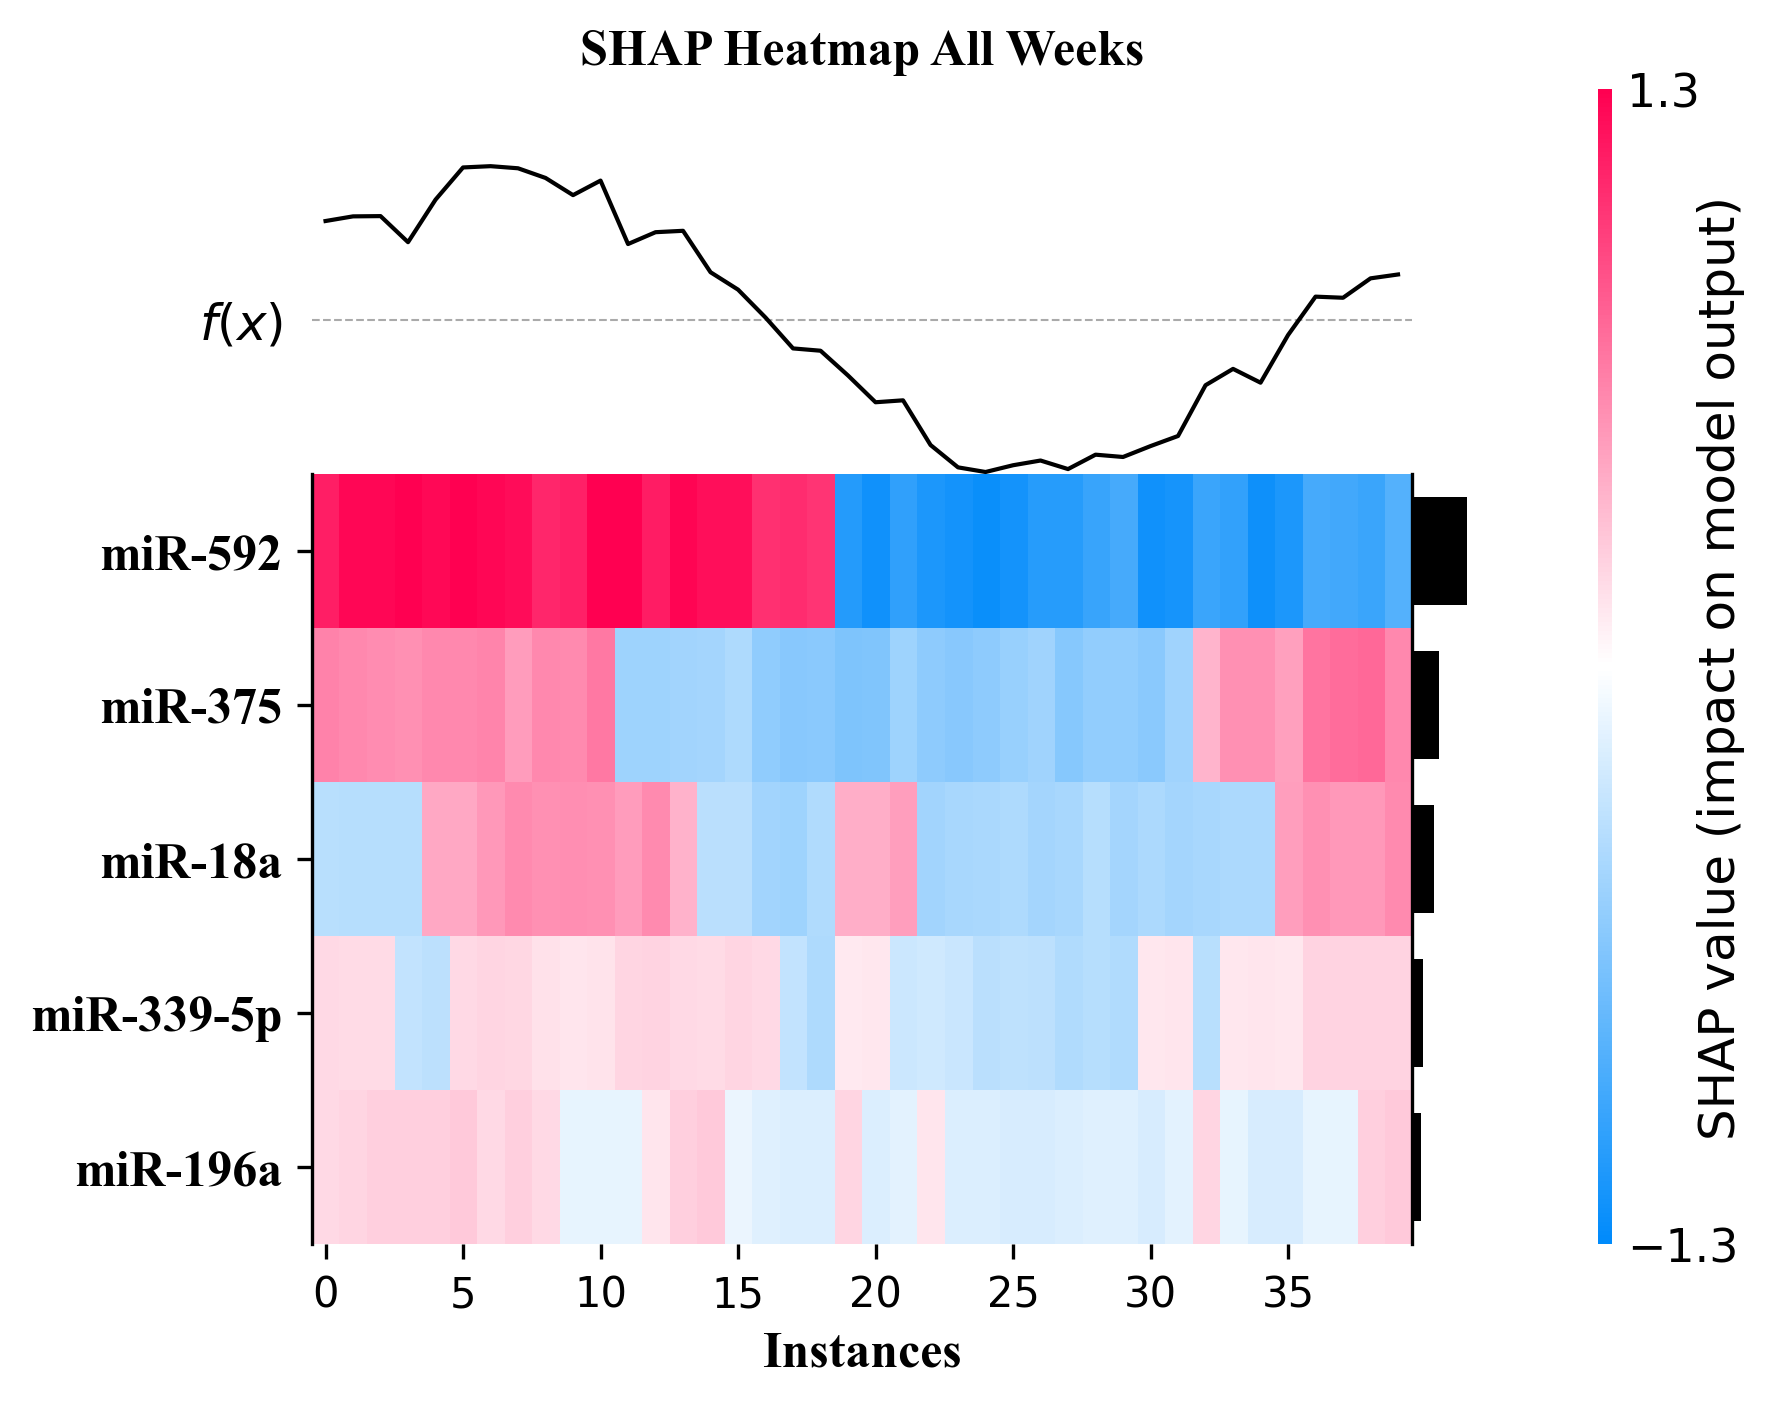 SHAP Heatmap All Weeks
1.3
f(x)
miR-592
miR-375
miR-18a
miR-339-5p
miR-196a
−1.3
0 5 10 15 20 25 30 35
Instances
SHAP value (impact on model output)